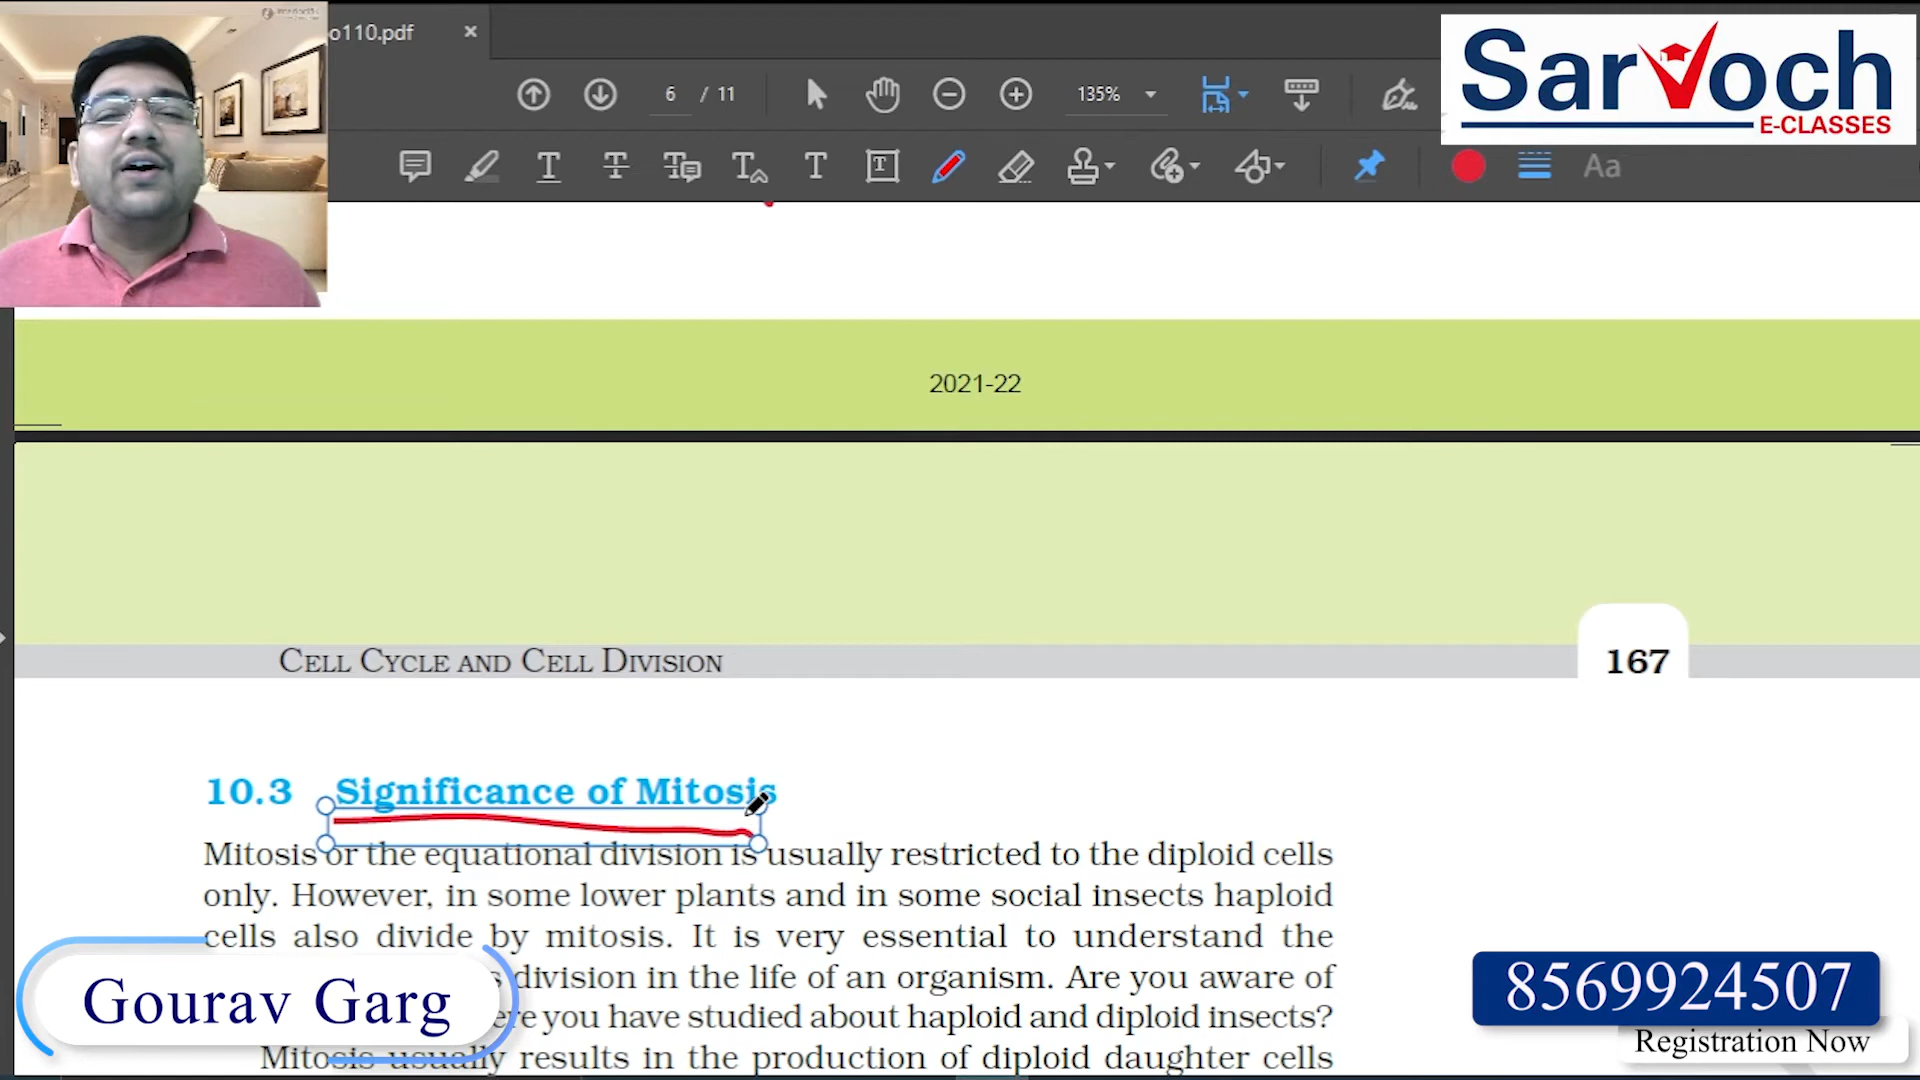 o110.pdf
Sarvoch
E-CLASSES
6 / 11
135%
Aa
2021-22
CELL CYCLE AND CELL DIVISION
167
10.3 Significance of Mitosis
Mitosis or the equational division is usually restricted to the diploid cells
only. However, in some lower plants and in some social insects haploid
cells also divide by mitosis. It is very essential to understand the
division in the life of an organism. Are you aware of
you have studied about haploid and diploid insects?
Mitosis usually results in the production of diploid daughter cells
Gourav Garg
8569924507
Registration Now